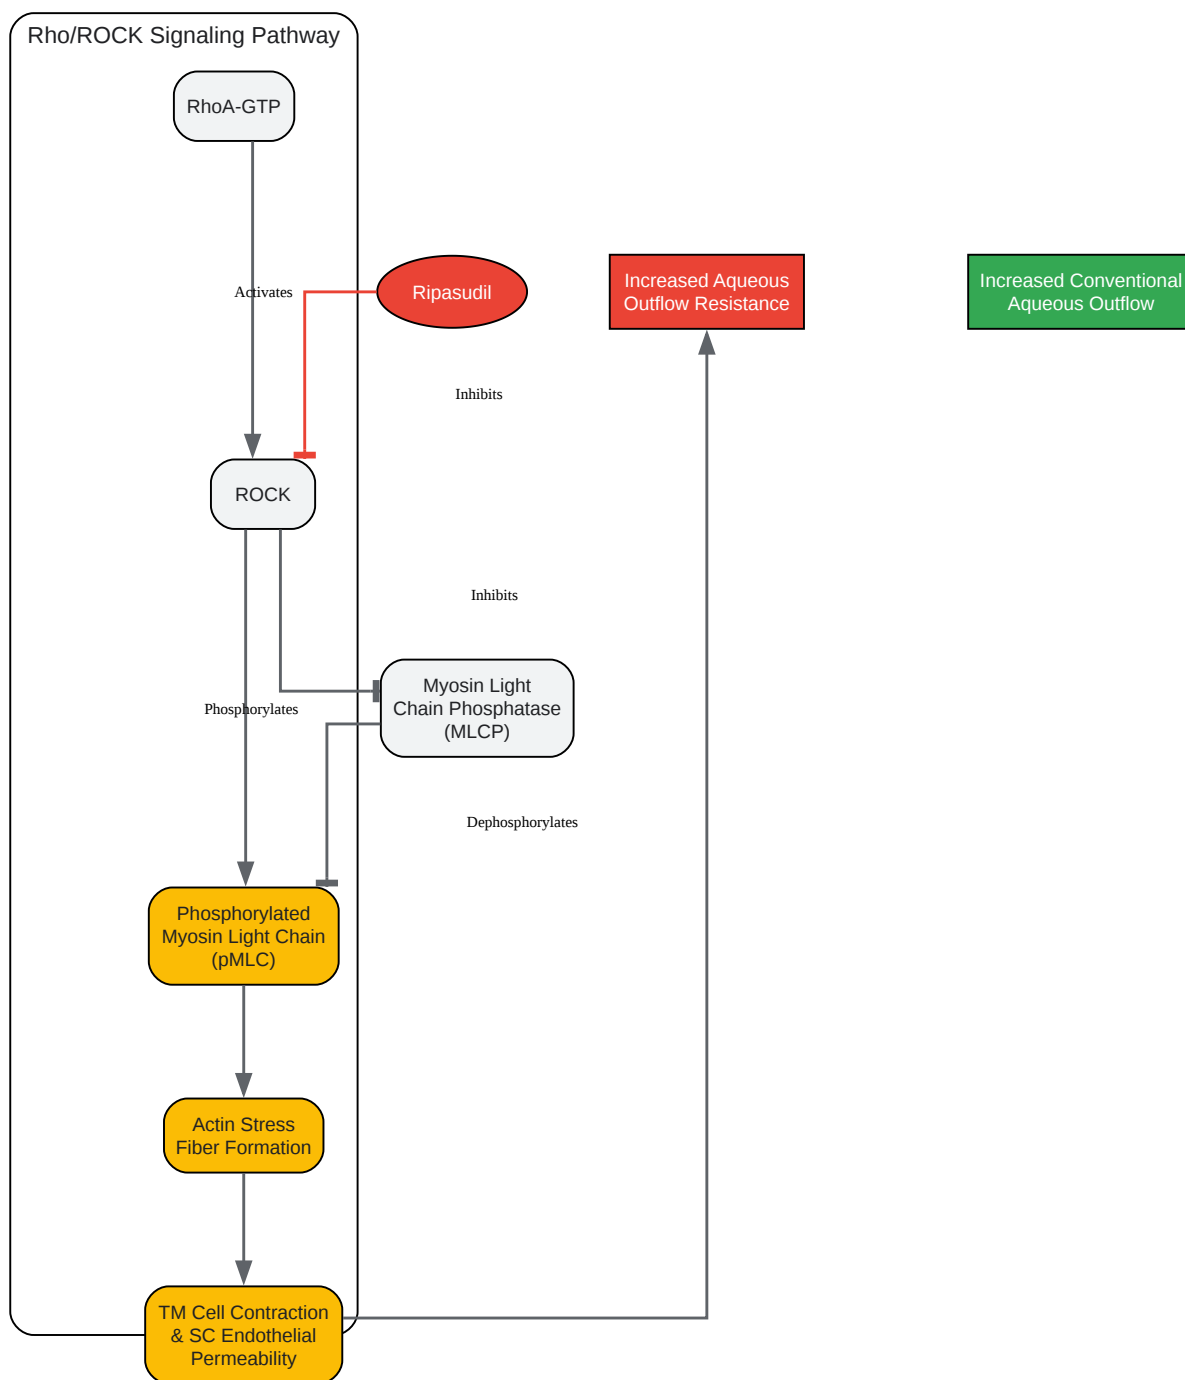 Rho/ROCK Signaling Pathway
RhoA-GTP
Activates
Ripasudil
Increased Aqueous
Outflow Resistance
Increased Conventional
Aqueous Outflow
Inhibits
ROCK
Inhibits
Myosin Light
Chain Phosphatase
(MLCP)
Phosphorylates
Dephosphorylates
Phosphorylated
Myosin Light Chain
(pMLC)
Actin Stress
Fiber Formation
TM Cell Contraction
& SC Endothelial
Permeability